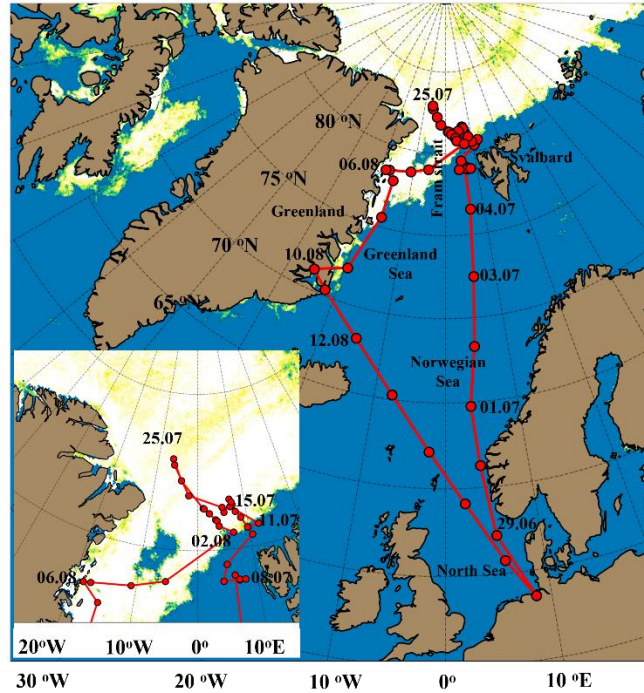 25.07
80 °N
06.08
Svalbard
Fram strait
75 °N
Greenland
04.07
70 °N
10.08
Greenland
Sea
03.07
65 °N
12.08
Norwegian
Sea
01.07
25.07
15.07
11.07
29.06
02.08
North Sea
06.08
08.07
20°W
10°W
0°
10°E
30 °W
20 °W
10 °W
0°
10 °E